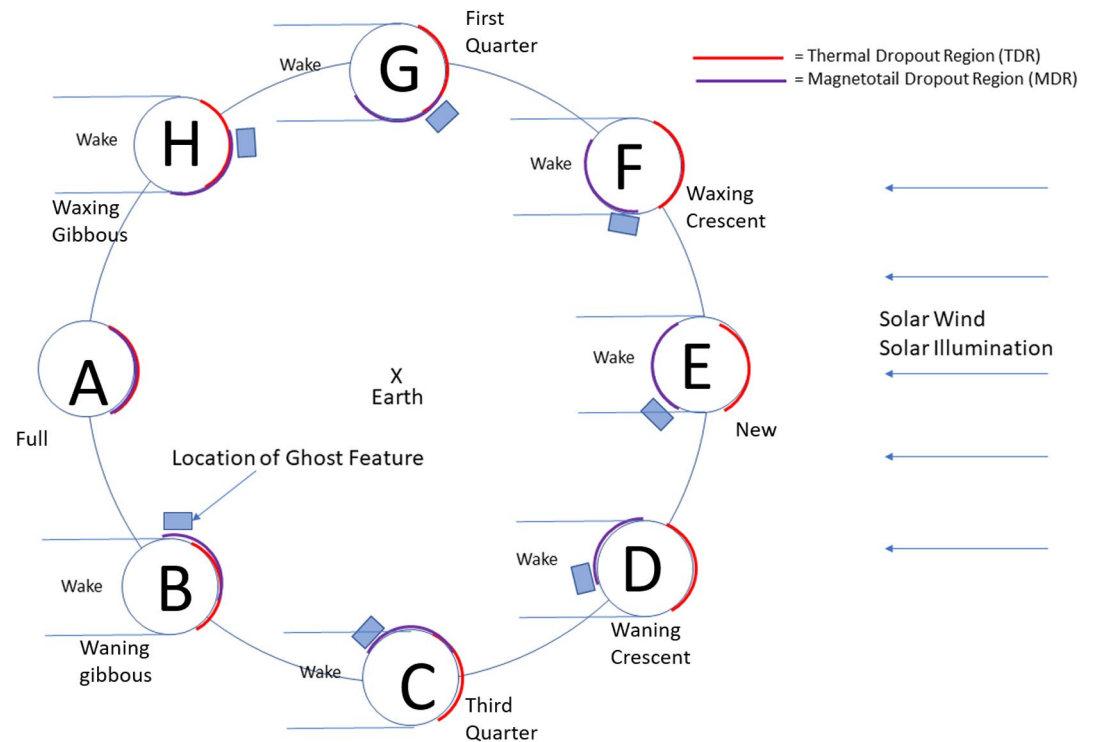 First
Quarter
G
Wake
= Thermal Dropout Region (TDR)
= Magnetotail Dropout Region (MDR)
H
Wake
Waxing
Gibbous
F
Wake
Waxing
Crescent
Solar Wind
Solar Illumination
E
Wake
New
A
Full
X
Earth
Location of Ghost Feature
B
Wake
Waning
gibbous
D
Wake
Waning
Crescent
C
Wake
Third
Quarter